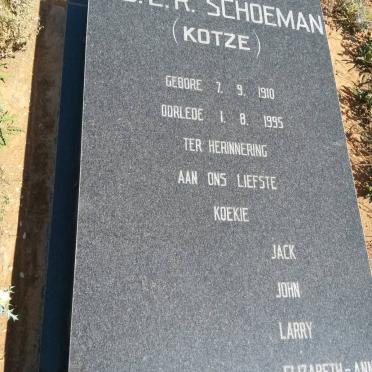 E.R. SCHOEMAN
(KOTZE)
GEBORE 7. 9. 1910
OORLEDE 1. 8. 1995
TER HERINNERING
AAN ONS LIEFSTE
KOEKIE
JACK
JOHN
LARRY